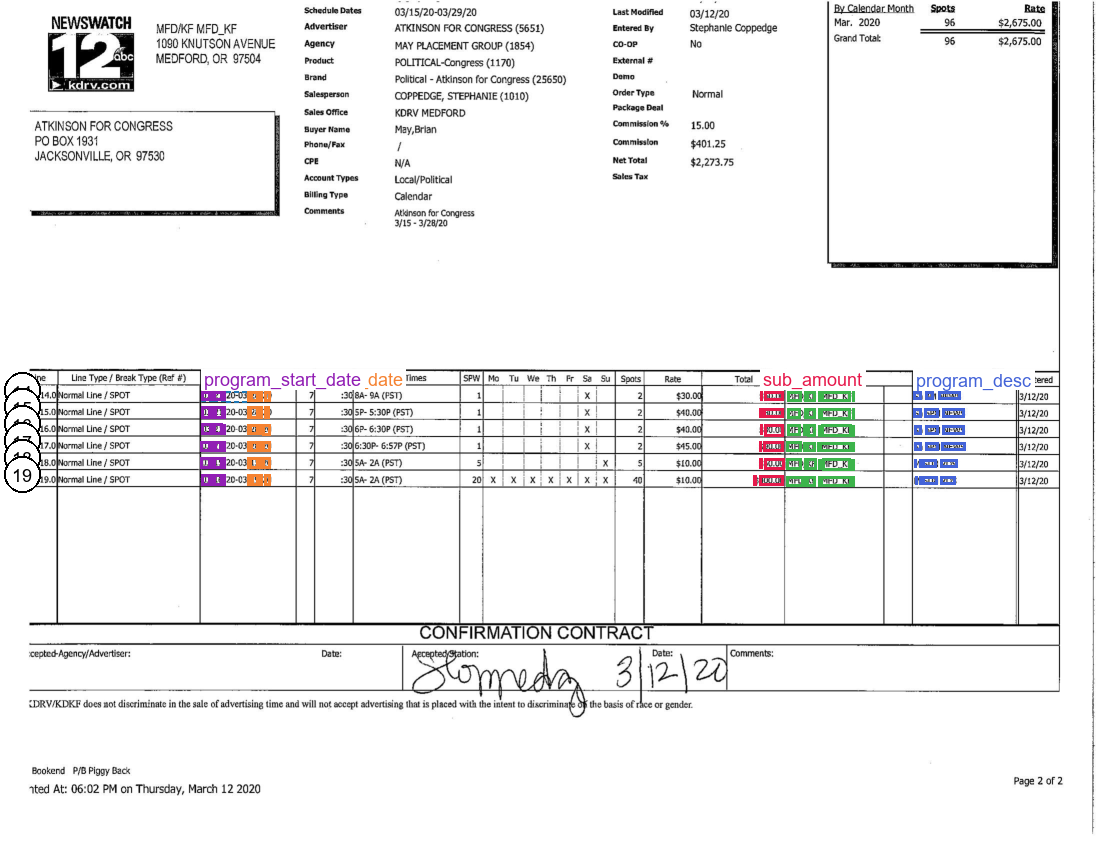 NEWSWATCH
12 abc
kdrv.com
MFD/KF MFD_KF
1090 KNUTSON AVENUE
MEDFORD, OR 97504
ATKINSON FOR CONGRESS
PO BOX 1931
JACKSONVILLE, OR 97530
Schedule Dates 03/15/20-03/29/20
Advertiser ATKINSON FOR CONGRESS (5651)
Agency MAY PLACEMENT GROUP (1854)
Product POLITICAL-Congress (1170)
Brand Political - Atkinson for Congress (25650)
Salesperson COPPEDGE, STEPHANIE (1010)
Sales Office KDRV MEDFORD
Buyer Name May,Brian
Phone/Fax /
CPE N/A
Account Types Local/Political
Billing Type Calendar
Comments Atkinson for Congress
3/15 - 3/28/20
Last Modified 03/12/20
Entered By Stephanie Coppedge
CO-OP No
External #
Demo
Order Type Normal
Package Deal
Commission % 15.00
Commission $401.25
Net Total $2,273.75
Sales Tax
By Calendar Month Spots Rate
Mar. 2020 96 $2,675.00
Grand Total: 96 $2,675.00
ne Line Type / Break Type (Ref #) program_start_date date Times SPW Mo Tu We Th Fr Sa Su Spots Rate Total sub_amount program_desc tered
14.0 Normal Line / SPOT 20-03 7 :30 8A- 9A (PST) 1 X 2 $30.00 MFD_KF 3/12/20
15.0 Normal Line / SPOT 20-03 7 :30 5P- 5:30P (PST) 1 X 2 $40.00 MFD_KF 3/12/20
16.0 Normal Line / SPOT 20-03 7 :30 6P- 6:30P (PST) 1 X 2 $40.00 MFD_KF 3/12/20
17.0 Normal Line / SPOT 20-03 7 :30 6:30P- 6:57P (PST) 1 X 2 $45.00 MFD_KF 3/12/20
18.0 Normal Line / SPOT 20-03 7 :30 5A- 2A (PST) 5 X 5 $10.00 MFD_KF 3/12/20
19 19.0 Normal Line / SPOT 20-03 7 :30 5A- 2A (PST) 20 X X X X X X X 40 $10.00 MFD_KF 3/12/20
CONFIRMATION CONTRACT
cepted-Agency/Advertiser: Date: Accepted/Station: Date: 3/12/20 Comments:
KDRV/KDKF does not discriminate in the sale of advertising time and will not accept advertising that is placed with the intent to discriminate on the basis of race or gender.
Bookend P/B Piggy Back
nted At: 06:02 PM on Thursday, March 12 2020
Page 2 of 2